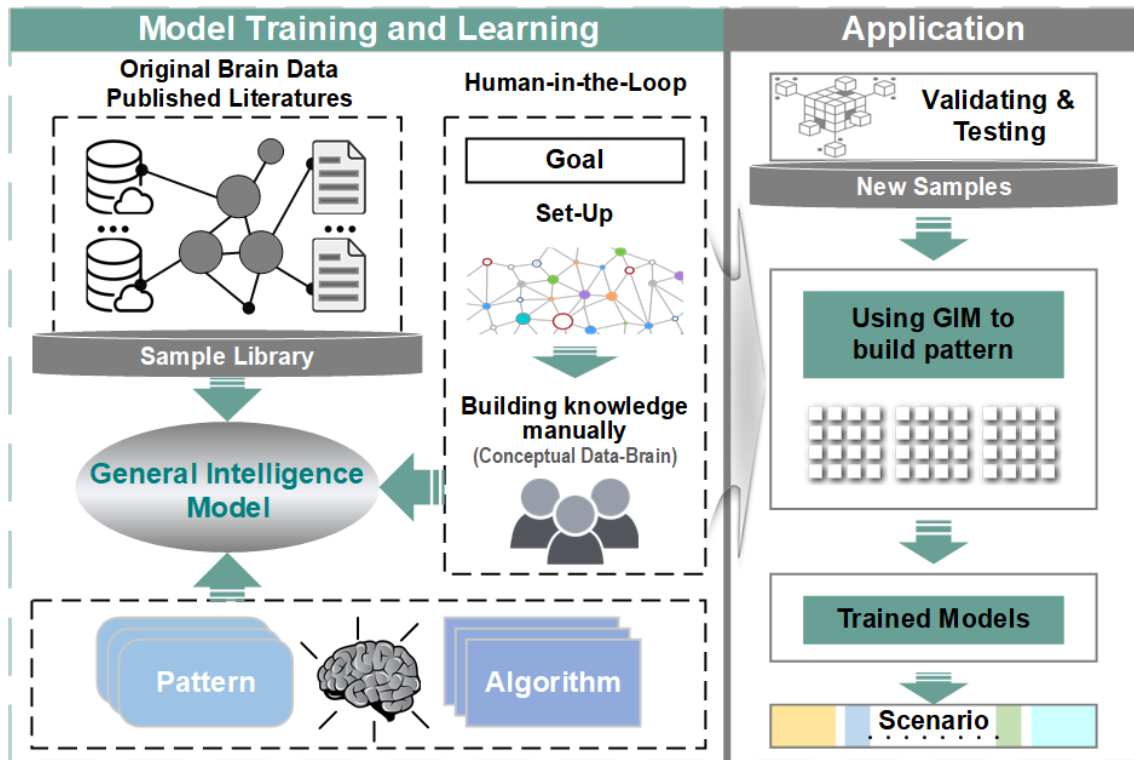 Model Training and Learning
Original Brain Data
Published Literatures
Sample Library
General Intelligence
Model
Human-in-the-Loop
Goal
Set-Up
Building knowledge
manually
(Conceptual Data-Brain)
Pattern
Algorithm
Application
Validating &
Testing
New Samples
Using GIM to
build pattern
Trained Models
Scenario